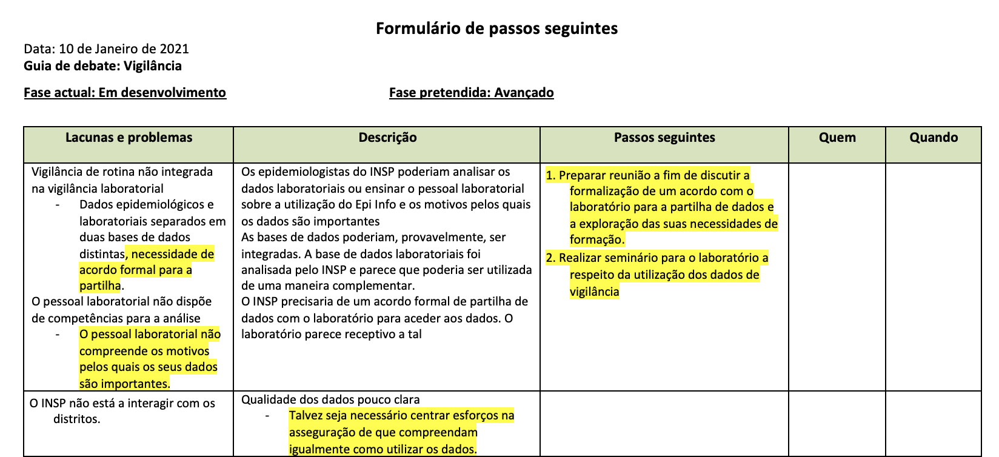 Formulário de passos seguintes
Data: 10 de Janeiro de 2021
Guia de debate: Vigilância
Fase actual: Em desenvolvimento
Fase pretendida: Avançado
Lacunas e problemas
Descrição
Passos seguintes
Quem
Quando
Vigilância de rotina não integrada
na vigilância laboratorial
- Dados epidemiológicos e
laboratoriais separados em
duas bases de dados
distintas, necessidade de
acordo formal para a
partilha.
O pessoal laboratorial não dispõe
de competências para a análise
- O pessoal laboratorial não
compreende os motivos
pelos quais os seus dados
são importantes.
Os epidemiologistas do INSP poderiam analisar os
dados laboratoriais ou ensinar o pessoal laboratorial
sobre a utilização do Epi Info e os motivos pelos quais
os dados são importantes
As bases de dados poderiam, provavelmente, ser
integradas. A base de dados laboratoriais foi
analisada pelo INSP e parece que poderia ser utilizada
de uma maneira complementar.
O INSP precisaria de um acordo formal de partilha de
dados com o laboratório para aceder aos dados. O
laboratório parece receptivo a tal
1. Preparar reunião a fim de discutir a
formalização de um acordo com o
laboratório para a partilha de dados e
a exploração das suas necessidades de
formação.
2. Realizar seminário para o laboratório a
respeito da utilização dos dados de
vigilância
O INSP não está a interagir com os
distritos.
Qualidade dos dados pouco clara
- Talvez seja necessário centrar esforços na
asseguração de que compreendam
igualmente como utilizar os dados.